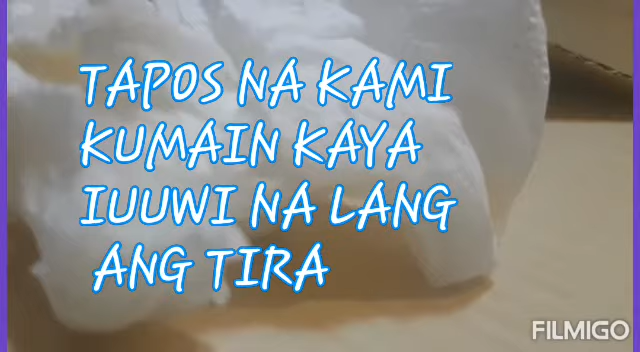 TAPOS NA KAMI
KUMAIN KAYA
IUUWI NA LANG
ANG TIRA
FILMIGO